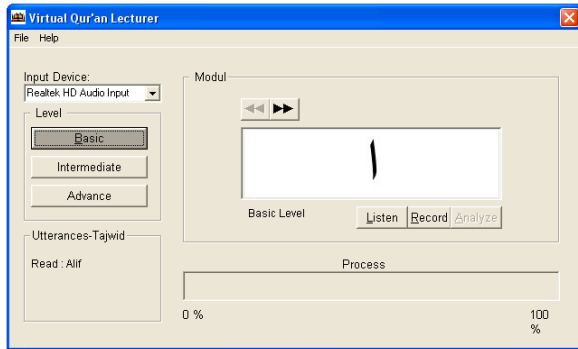 Virtual Qur'an Lecturer
File Help
Input Device:
Realtek HD Audio Input
Level
Basic
Intermediate
Advance
Utterances-Tajwid
Read : Alif
Modul
ا
Basic Level
Listen Record Analyze
Process
0 %
100
%